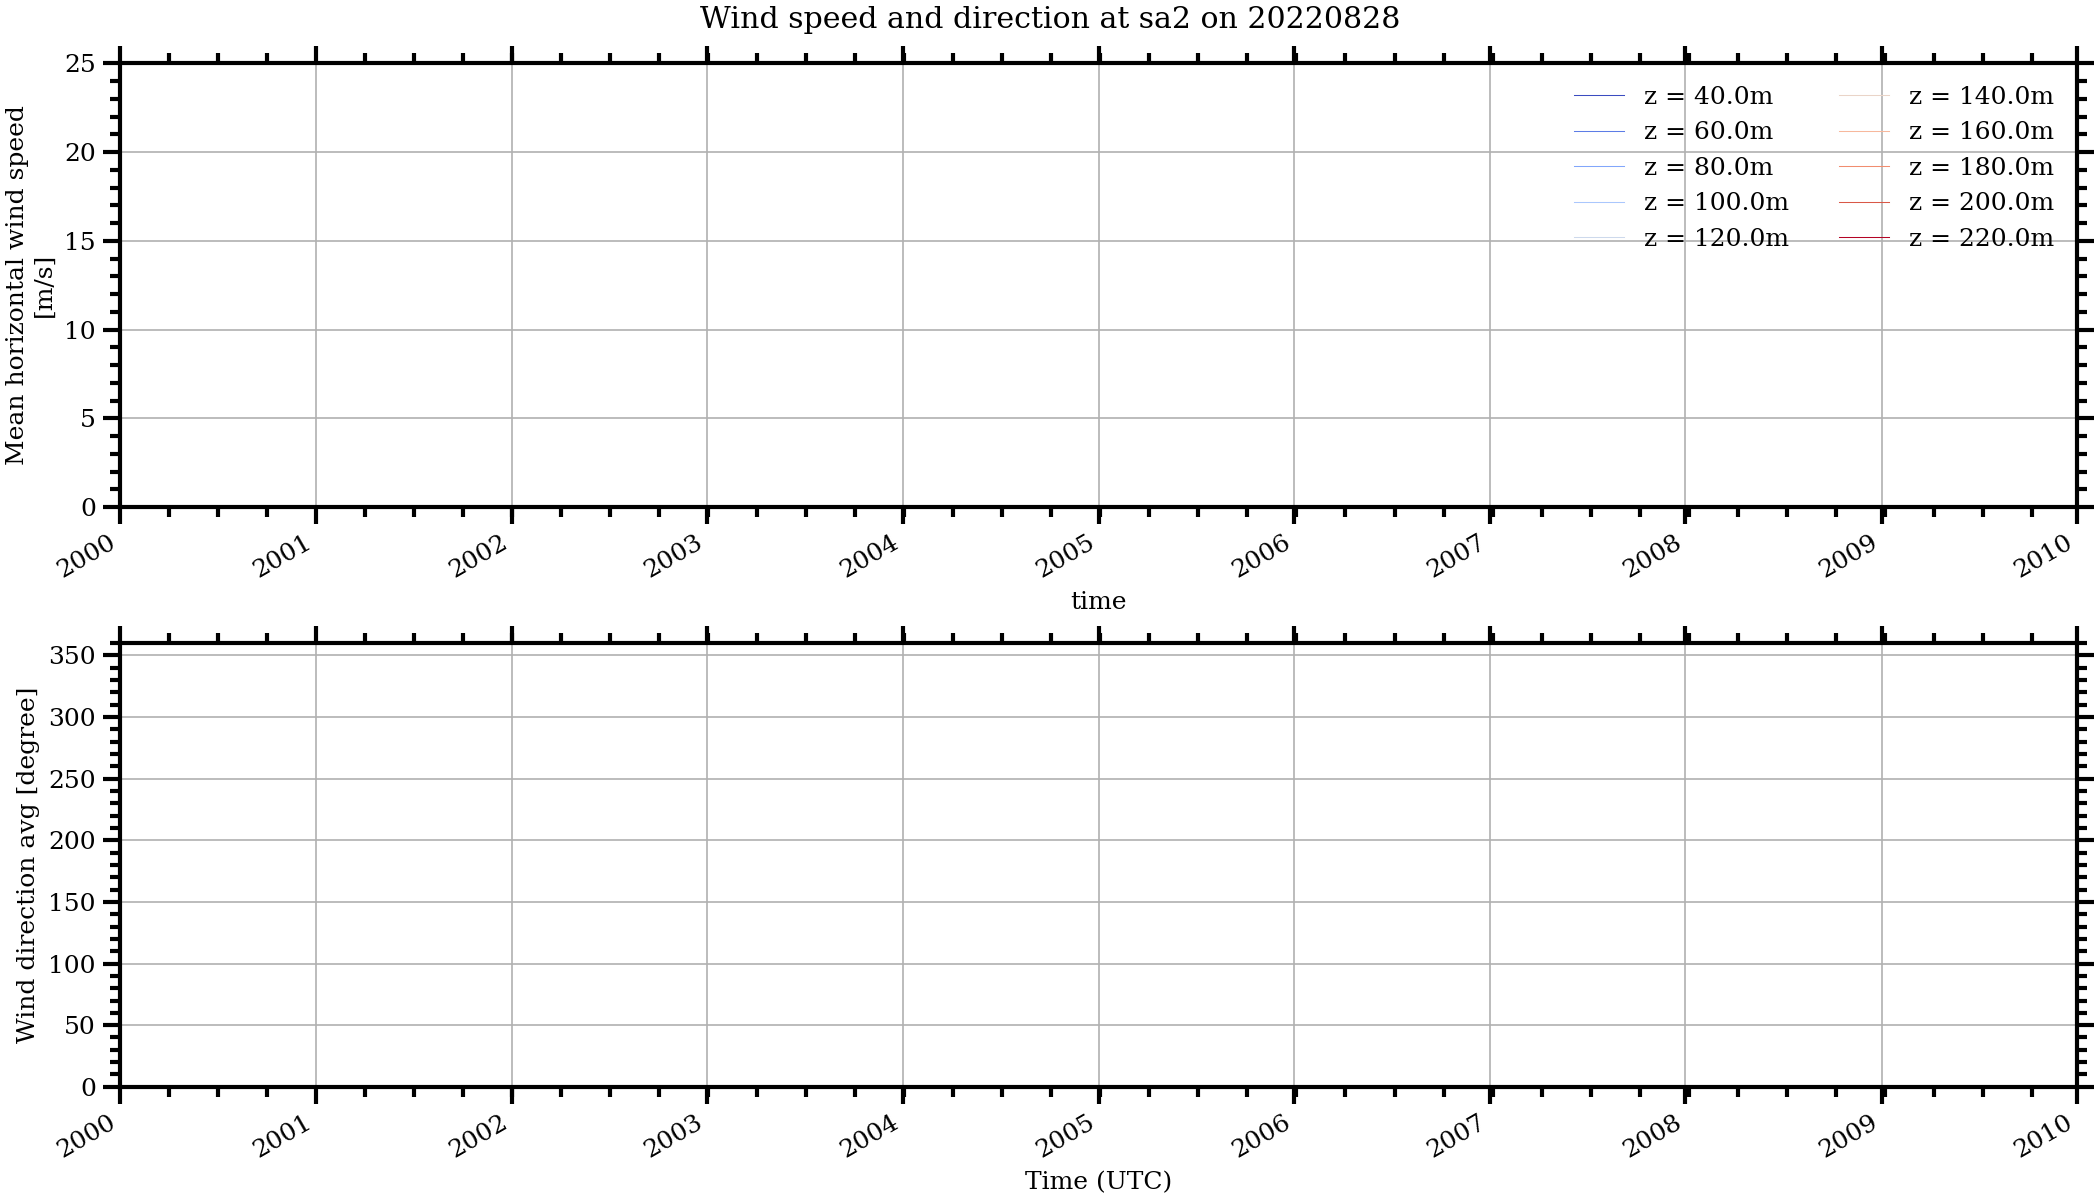 Wind speed and direction at sa2 on 20220828
Mean horizontal wind speed
[m/s]
25
20
15
10
5
0
z = 40.0m
z = 60.0m
z = 80.0m
z = 100.0m
z = 120.0m
z = 140.0m
z = 160.0m
z = 180.0m
z = 200.0m
z = 220.0m
2000 2001 2002 2003 2004 2005 2006 2007 2008 2009 2010
time
Wind direction avg [degree]
350
300
250
200
150
100
50
0
2000 2001 2002 2003 2004 2005 2006 2007 2008 2009 2010
Time (UTC)